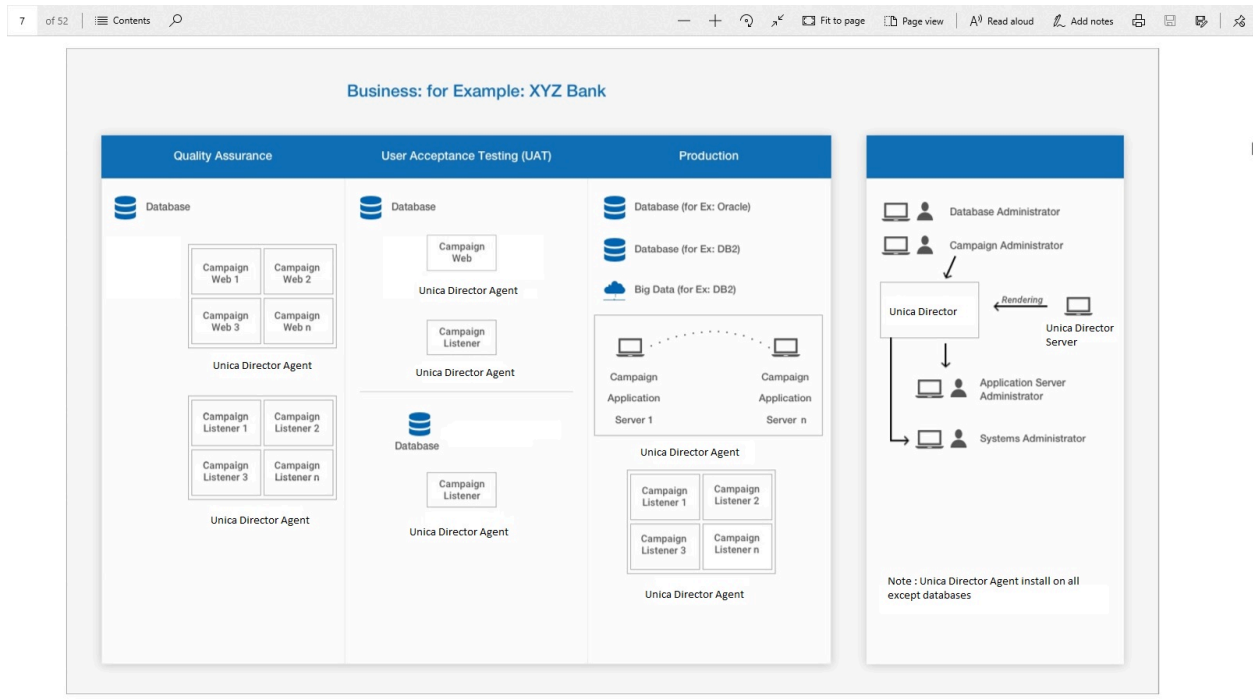 7 of 52 Contents Fit to page Page view Read aloud Add notes
Business: for Example: XYZ Bank
Quality Assurance
Database
Campaign
Web 1
Campaign
Web 2
Campaign
Web 3
Campaign
Web n
Unica Director Agent
Campaign
Listener 1
Campaign
Listener 2
Campaign
Listener 3
Campaign
Listener n
Unica Director Agent
User Acceptance Testing (UAT)
Database
Campaign
Web
Unica Director Agent
Campaign
Listener
Unica Director Agent
Database
Campaign
Listener
Unica Director Agent
Production
Database (for Ex: Oracle)
Database (for Ex: DB2)
Big Data (for Ex: DB2)
Campaign
Application
Server 1
Campaign
Application
Server n
Unica Director Agent
Campaign
Listener 1
Campaign
Listener 2
Campaign
Listener 3
Campaign
Listener n
Unica Director Agent
Database Administrator
Campaign Administrator
Unica Director
Rendering
Unica Director
Server
Application Server
Administrator
Systems Administrator
Note : Unica Director Agent install on all
except databases